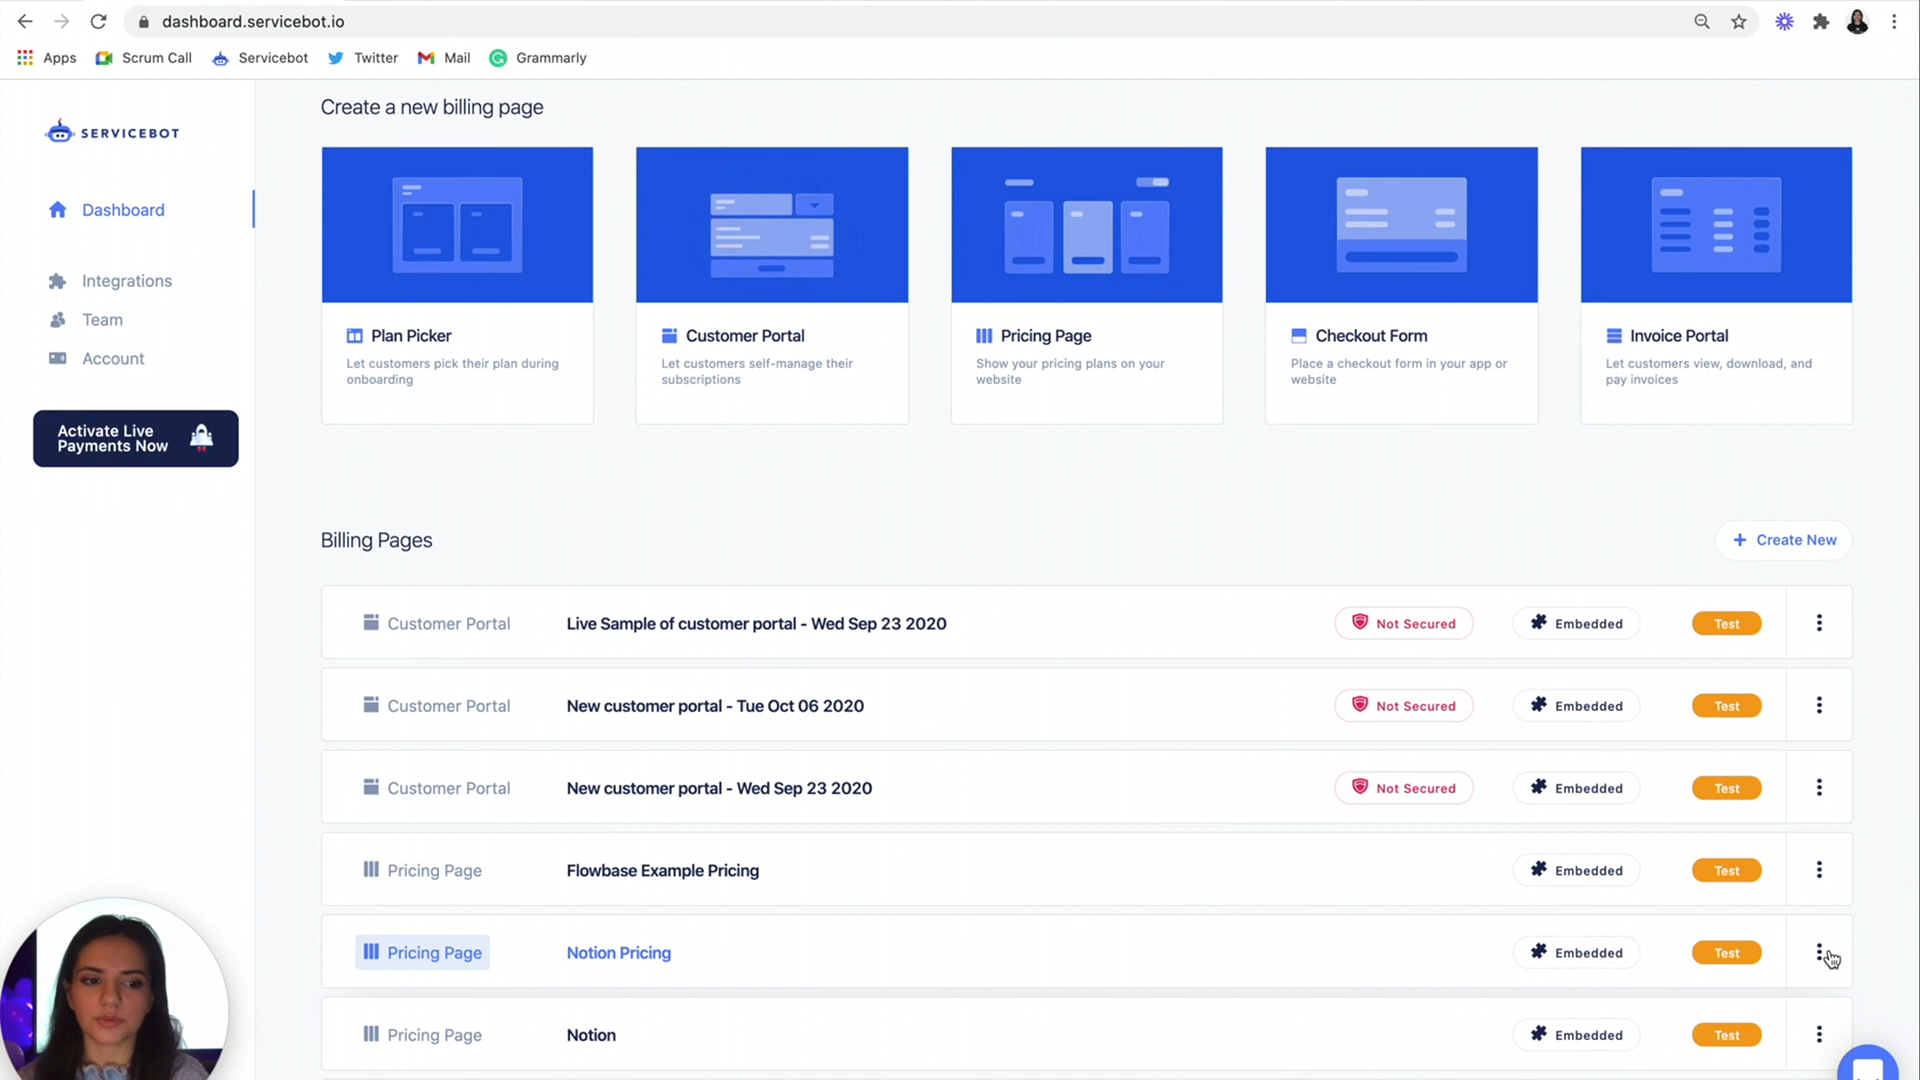 dashboard.servicebot.io
Apps
Scrum Call
Servicebot
Twitter
Mail
Grammarly
SERVICEBOT
Dashboard
Integrations
Team
Account
Activate Live
Payments Now
Create a new billing page
Plan Picker
Let customers pick their plan during
onboarding
Customer Portal
Let customers self-manage their
subscriptions
Pricing Page
Show your pricing plans on your
website
Checkout Form
Place a checkout form in your app or
website
Invoice Portal
Let customers view, download, and
pay invoices
Billing Pages
+ Create New
Customer Portal Live Sample of customer portal - Wed Sep 23 2020 Not Secured Embedded Test
Customer Portal New customer portal - Tue Oct 06 2020 Not Secured Embedded Test
Customer Portal New customer portal - Wed Sep 23 2020 Not Secured Embedded Test
Pricing Page Flowbase Example Pricing Embedded Test
Pricing Page Notion Pricing Embedded Test
Pricing Page Notion Embedded Test